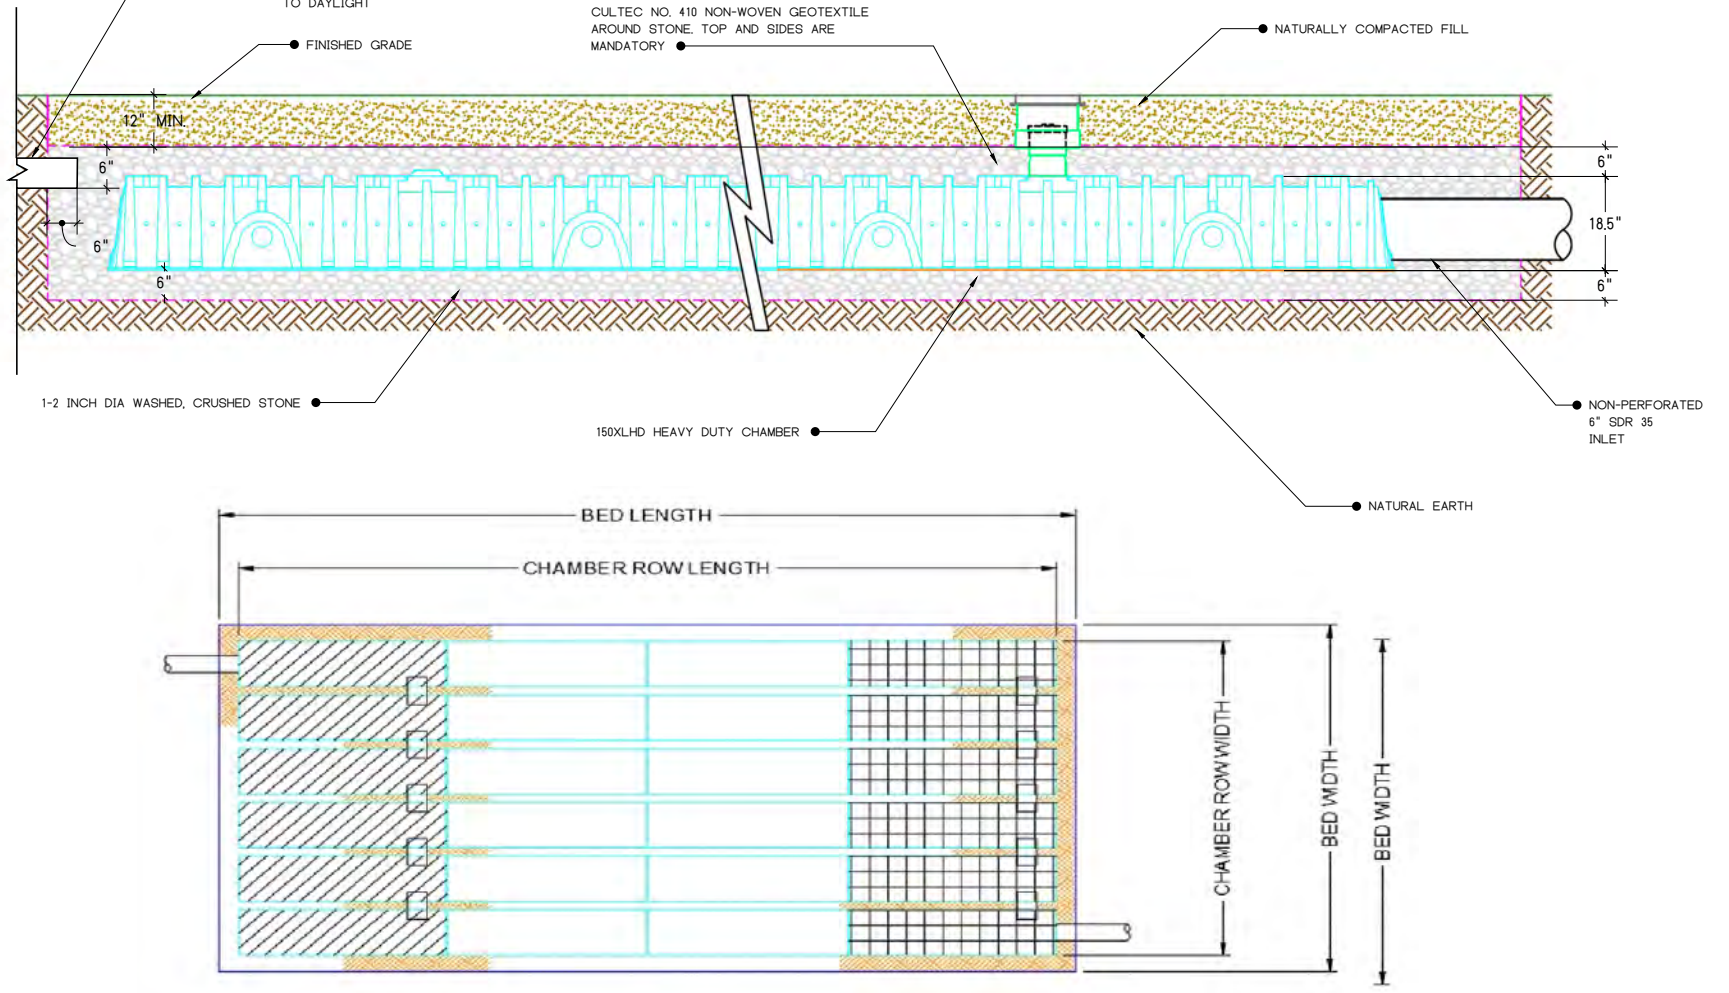 TO DAYLIGHT
CULTEC NO. 410 NON-WOVEN GEOTEXTILE
AROUND STONE. TOP AND SIDES ARE
MANDATORY
FINISHED GRADE
NATURALLY COMPACTED FILL
12" MIN.
6"
6"
6"
6"
18.5"
6"
1-2 INCH DIA WASHED, CRUSHED STONE
150XLHD HEAVY DUTY CHAMBER
NON-PERFORATED
6" SDR 35
INLET
NATURAL EARTH
BED LENGTH
CHAMBER ROW LENGTH
CHAMBER ROW WIDTH
BED WIDTH
BED WIDTH